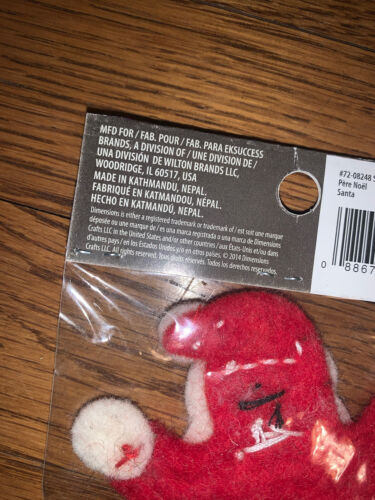 MFD FOR / FAB. POUR / FAB. PARA EKSUCCESS
BRANDS, A DIVISION OF / UNE DIVISION DE /
UNA DIVISIÓN DE WILTON BRANDS LLC,
WOODRIDGE, IL 60517, USA
MADE IN KATHMANDU, NEPAL.
FABRIQUÉ EN KATMANDOU, NÉPAL.
HECHO EN KATMANDÚ, NEPAL.
Dimensions is either a registered trademark or trademark of / est soit une marque
déposée ou une marque de / es una marca registrada o una marca de Dimensions
Crafts LLC in the United States and/or other countries / aux États-Unis et/ou dans
d'autres pays / en los Estados Unidos y/o en otros países. All rights reserved. / Tous
droits réservés. / Todos los derechos reservados. © 2014 Dimensions
Crafts LLC
#72-08248 S
Père Noël
Santa
0 8867